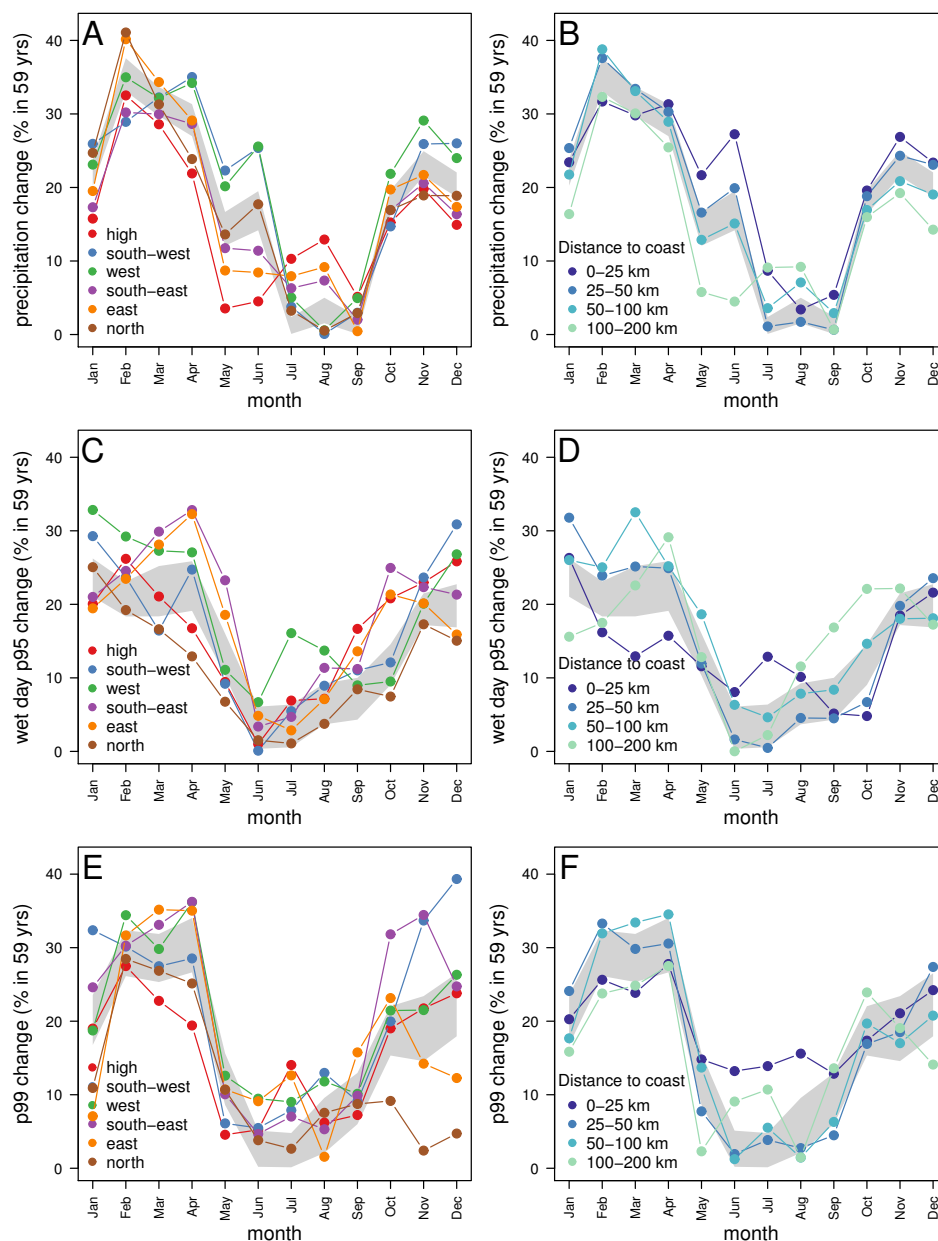 A
precipitation change (% in 59 yrs)
40
30
20
10
0
high
south−west
west
south−east
east
north
Jan
Feb
Mar
Apr
May
Jun
Jul
Aug
Sep
Oct
Nov
Dec
month
B
precipitation change (% in 59 yrs)
40
30
20
10
0
Distance to coast
0−25 km
25−50 km
50−100 km
100−200 km
Jan
Feb
Mar
Apr
May
Jun
Jul
Aug
Sep
Oct
Nov
Dec
month
C
wet day p95 change (% in 59 yrs)
40
30
20
10
0
high
south−west
west
south−east
east
north
Jan
Feb
Mar
Apr
May
Jun
Jul
Aug
Sep
Oct
Nov
Dec
month
D
wet day p95 change (% in 59 yrs)
40
30
20
10
0
Distance to coast
0−25 km
25−50 km
50−100 km
100−200 km
Jan
Feb
Mar
Apr
May
Jun
Jul
Aug
Sep
Oct
Nov
Dec
month
E
p99 change (% in 59 yrs)
40
30
20
10
0
high
south−west
west
south−east
east
north
Jan
Feb
Mar
Apr
May
Jun
Jul
Aug
Sep
Oct
Nov
Dec
month
F
p99 change (% in 59 yrs)
40
30
20
10
0
Distance to coast
0−25 km
25−50 km
50−100 km
100−200 km
Jan
Feb
Mar
Apr
May
Jun
Jul
Aug
Sep
Oct
Nov
Dec
month